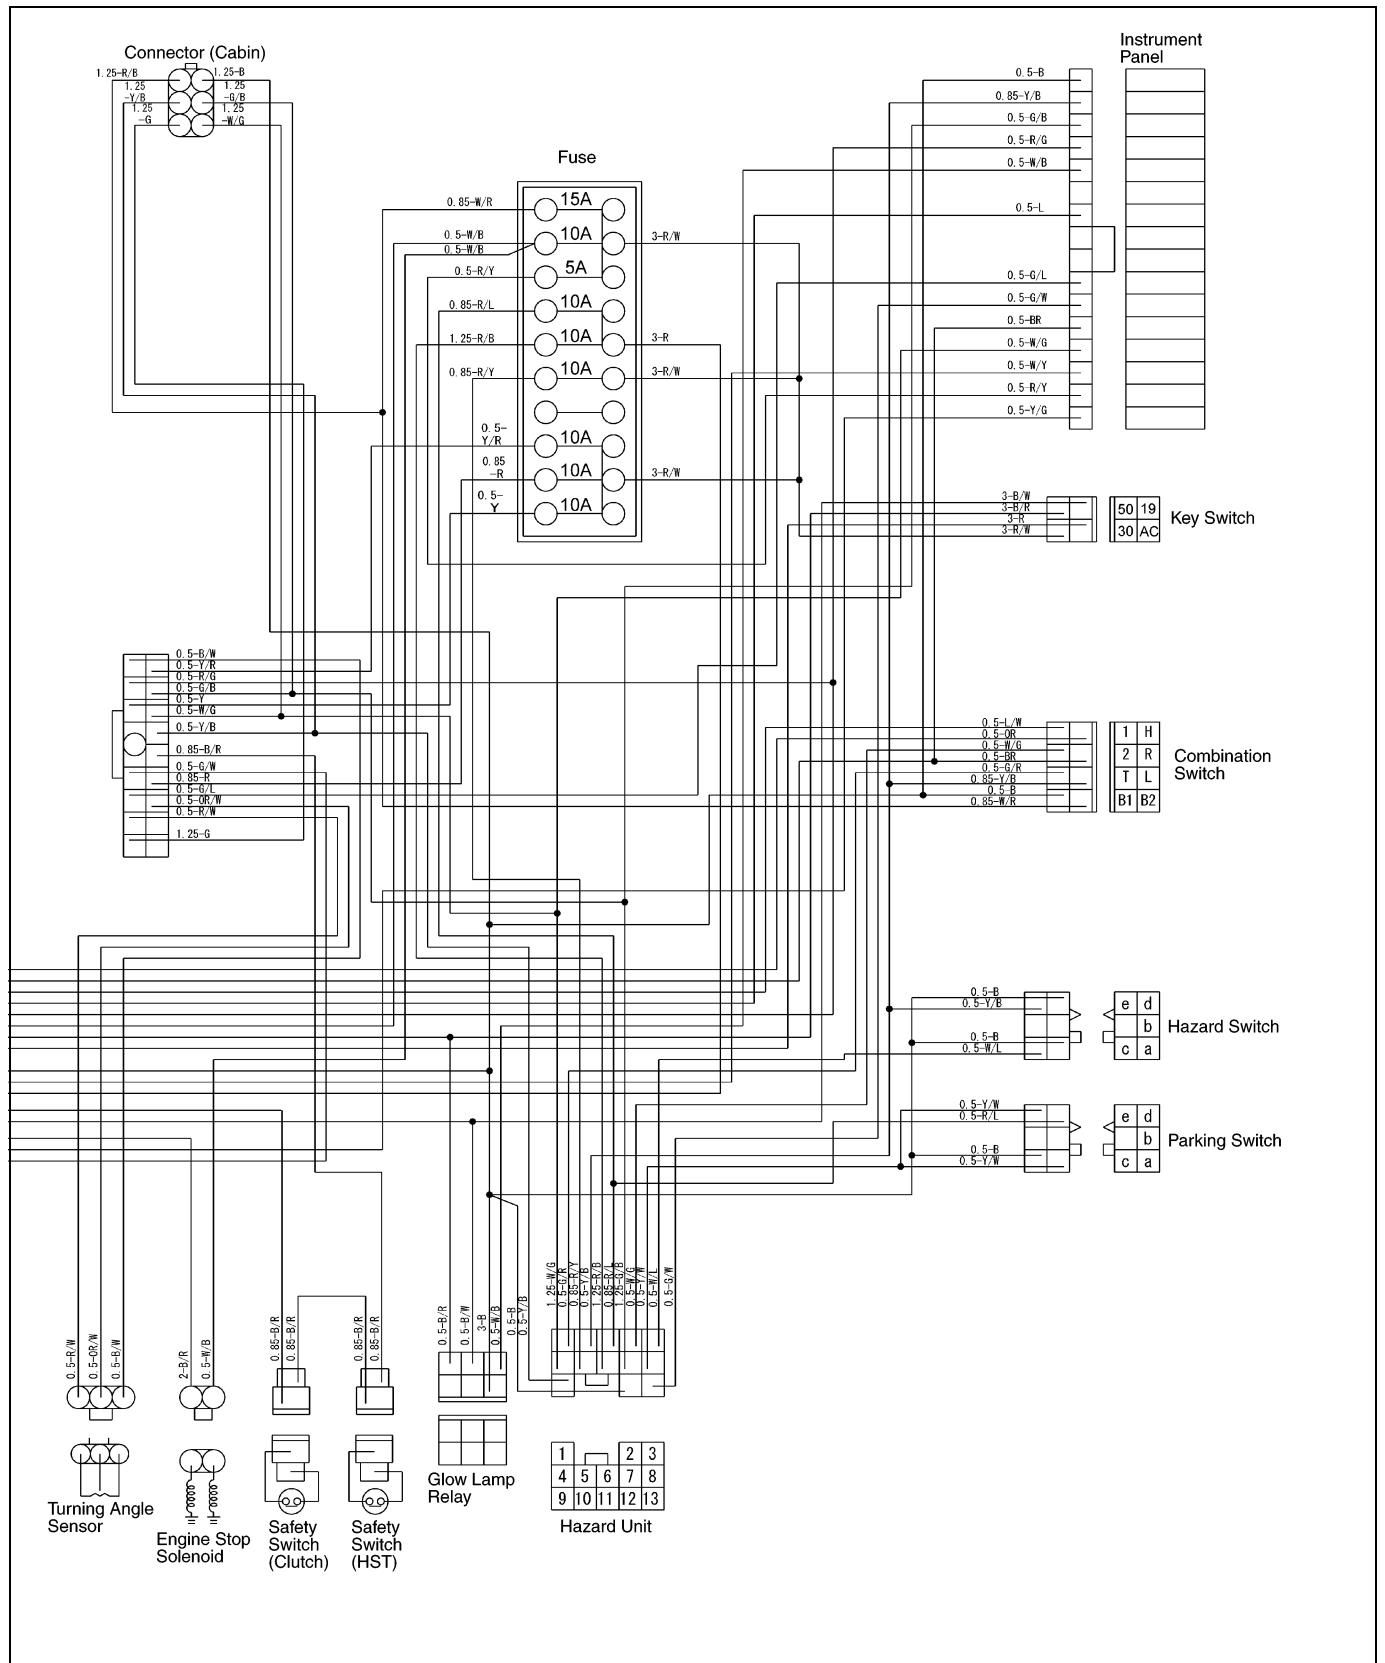 Connector (Cabin)
1.25-R/B
1.25-B
1.25
-Y/B
1.25
-G/B
1.25
-G
1.25
-W/G
Fuse
15A
10A
5A
10A
10A
10A
10A
10A
10A
0.85-W/R
0.5-W/B
0.5-W/B
0.5-R/Y
0.85-R/L
1.25-R/B
0.85-R/Y
0.5-
Y/R
0.85
-R
0.5-
Y
3-R/W
3-R
3-R/W
3-R/W
Instrument
Panel
0.5-B
0.85-Y/B
0.5-G/B
0.5-R/G
0.5-W/B
0.5-L
0.5-G/L
0.5-G/W
0.5-BR
0.5-W/G
0.5-W/Y
0.5-R/Y
0.5-Y/G
3-B/W
3-B/R
3-R
3-R/W
50 19
30 AC
Key Switch
0.5-B/W
0.5-Y/R
0.5-R/G
0.5-G/B
0.5-Y
0.5-W/G
0.5-Y/B
0.85-B/R
0.5-G/W
0.85-R
0.5-G/L
0.5-OR/W
0.5-R/W
1.25-G
0.5-L/W
0.5-OR
0.5-W/G
0.5-BR
0.5-G/R
0.85-Y/B
0.5-B
0.85-W/R
1 H
2 R
T L
B1 B2
Combination
Switch
0.5-B
0.5-Y/B
0.5-B
0.5-W/L
e d
b
c a
Hazard Switch
0.5-Y/W
0.5-R/L
0.5-B
0.5-Y/W
e d
b
c a
Parking Switch
0.5-R/W
0.5-OR/W
0.5-B/W
2-B/R
0.5-W/B
0.85-B/R
0.85-B/R
0.85-B/R
0.85-B/R
0.5-B/R
0.5-B/W
3-B
0.5-W/B
0.5-B
0.5-Y/B
1.25-W/G
0.5-G/R
0.85-R/Y
0.5-Y/B
1.25-R/B
0.85-R/L
1.25-G/B
0.5-W/G
0.5-Y/W
0.5-W/L
0.5-G/W
Turning Angle
Sensor
Engine Stop
Solenoid
Safety
Switch
(Clutch)
Safety
Switch
(HST)
Glow Lamp
Relay
1 2 3
4 5 6 7 8
9 10 11 12 13
Hazard Unit